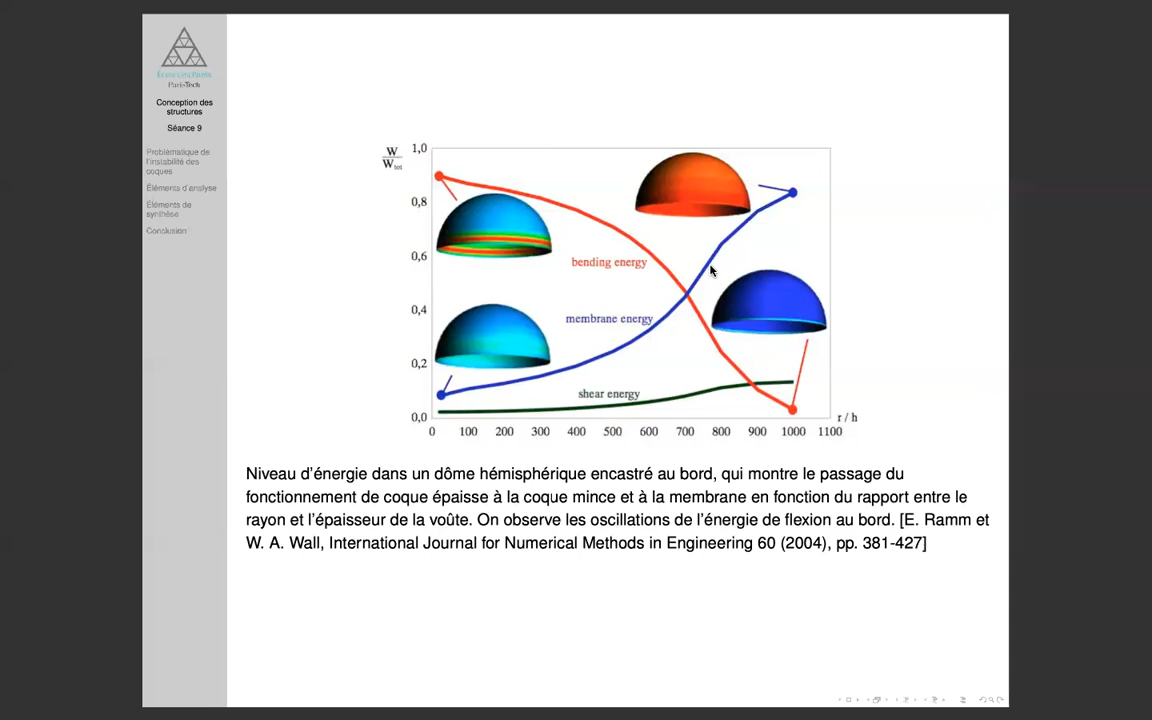 École des Ponts
ParisTech
Conception des
structures
Séance 9
Problématique de
l'instabilité des
coques
Éléments d'analyse
Éléments de
synthèse
Conclusion
W
W tot
1,0
0,8
0,6
0,4
0,2
0,0
bending energy
membrane energy
shear energy
r / h
0 100 200 300 400 500 600 700 800 900 1000 1100
Niveau d'énergie dans un dôme hémisphérique encastré au bord, qui montre le passage du
fonctionnement de coque épaisse à la coque mince et à la membrane en fonction du rapport entre le
rayon et l'épaisseur de la voûte. On observe les oscillations de l'énergie de flexion au bord. [E. Ramm et
W. A. Wall, International Journal for Numerical Methods in Engineering 60 (2004), pp. 381-427]